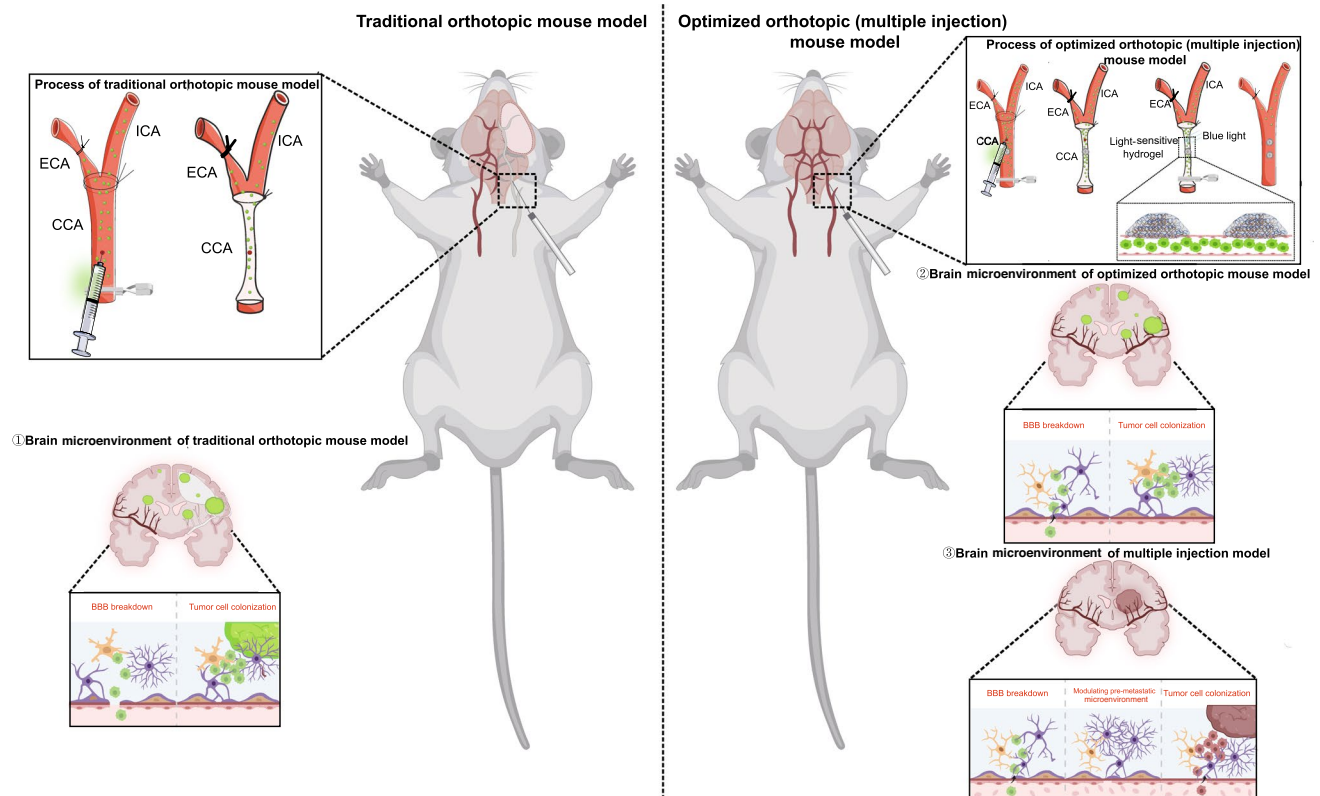 Traditional orthotopic mouse model
Process of traditional orthotopic mouse model
ICA
ECA
CCA
ICA
ECA
CCA
①Brain microenvironment of traditional orthotopic mouse model
BBB breakdown
Tumor cell colonization
Optimized orthotopic (multiple injection)
mouse model
Process of optimized orthotopic (multiple injection)
mouse model
ICA
ECA
CCA
ICA
ECA
CCA
ICA
ECA
Light-sensitive
hydrogel
Blue light
②Brain microenvironment of optimized orthotopic mouse model
BBB breakdown
Tumor cell colonization
③Brain microenvironment of multiple injection model
BBB breakdown
Modulating pre-metastatic
microenvironment
Tumor cell colonization